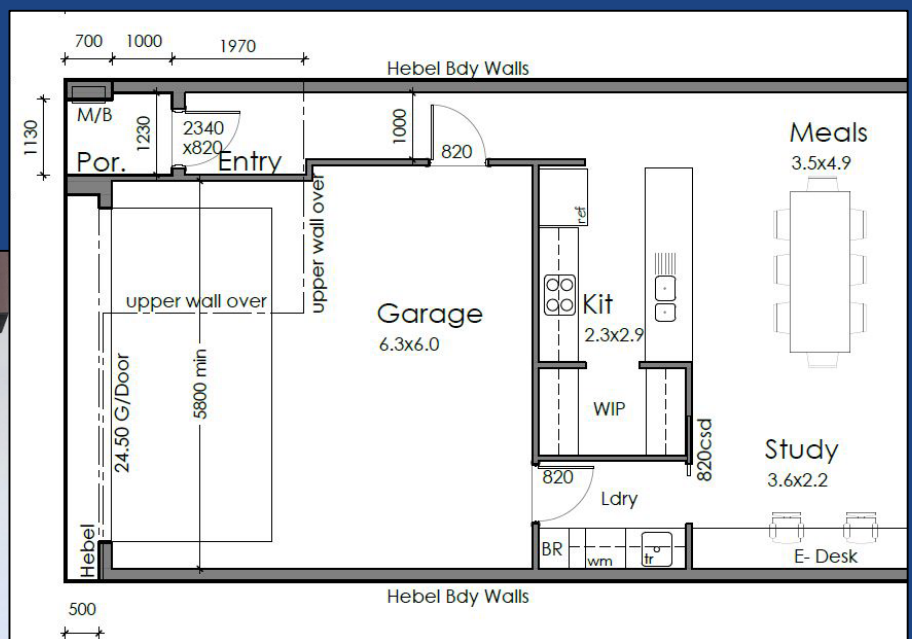 700 1000 1970
Hebel Bdy Walls
M/B
1130
1230
2340
x820
1000
820
Por.
Entry
Meals
3.5x4.9
upper wall over
upper wall over
ref
Garage
6.3x6.0
Kit
2.3x2.9
24.50 G/Door
5800 min
WIP
820csd
Study
3.6x2.2
820
Ldry
Hebel
BR
wm
tr
E- Desk
Hebel Bdy Walls
500